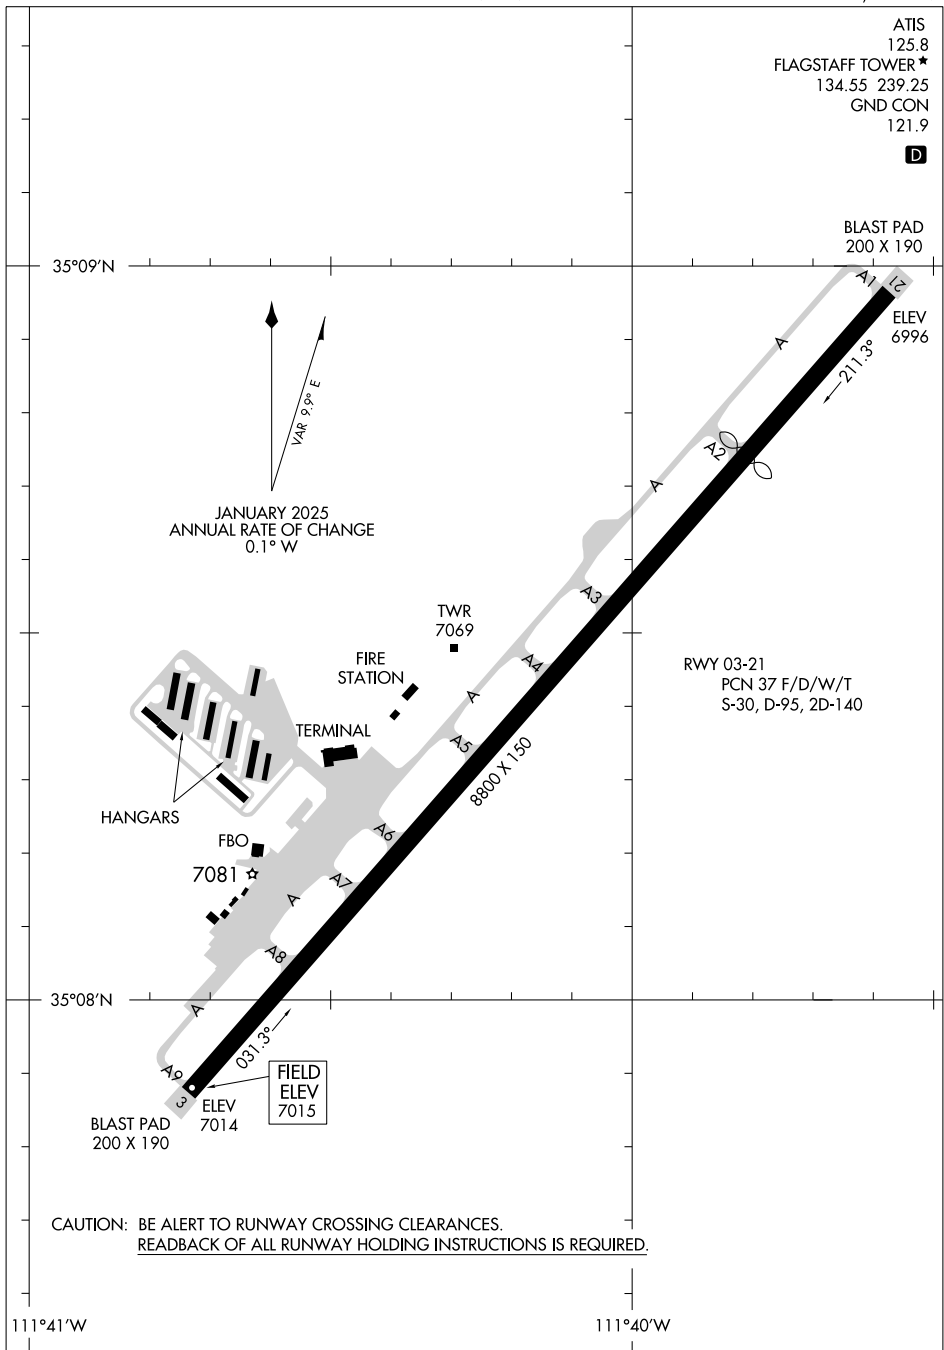 ATIS
125.8
FLAGSTAFF TOWER★
134.55 239.25
GND CON
121.9
D
BLAST PAD
200 X 190
35°09'N
A1
21
ELEV
6996
A
211.3°
VAR 9.9° E
A2
A
JANUARY 2025
ANNUAL RATE OF CHANGE
0.1° W
A3
TWR
7069
FIRE
STATION
A4
RWY 03-21
PCN 37 F/D/W/T
S-30, D-95, 2D-140
A
TERMINAL
A5
8800 X 150
HANGARS
A6
FBO
7081
A7
A
A8
35°08'N
A
031.3°
A9
FIELD
ELEV
7015
3
ELEV
7014
BLAST PAD
200 X 190
CAUTION: BE ALERT TO RUNWAY CROSSING CLEARANCES.
READBACK OF ALL RUNWAY HOLDING INSTRUCTIONS IS REQUIRED.
111°41'W
111°40'W